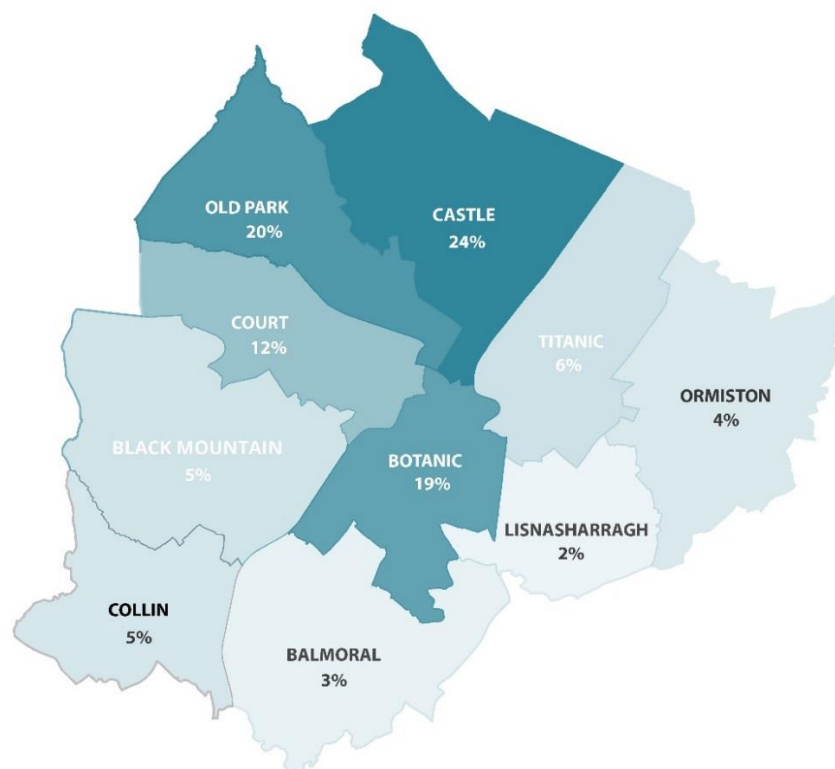 OLD PARK
20%
CASTLE
24%
COURT
12%
TITANIC
6%
ORMISTON
4%
BLACK MOUNTAIN
5%
BOTANIC
19%
LISNASHARRAGH
2%
COLLIN
5%
BALMORAL
3%